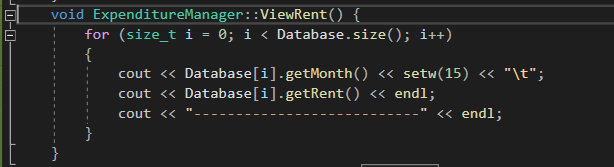 void ExpenditureManager::ViewRent() {
for (size_t i = 0; i < Database.size(); i++)
{
cout << Database[i].getMonth() << setw(15) << "\t";
cout << Database[i].getRent() << endl;
cout << "---------------------------" << endl;
}
}